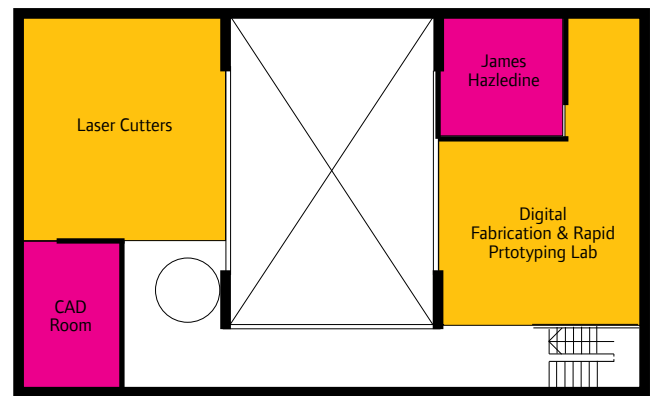 Laser Cutters
James
Hazledine
Digital
Fabrication & Rapid
Prtotyping Lab
CAD
Room